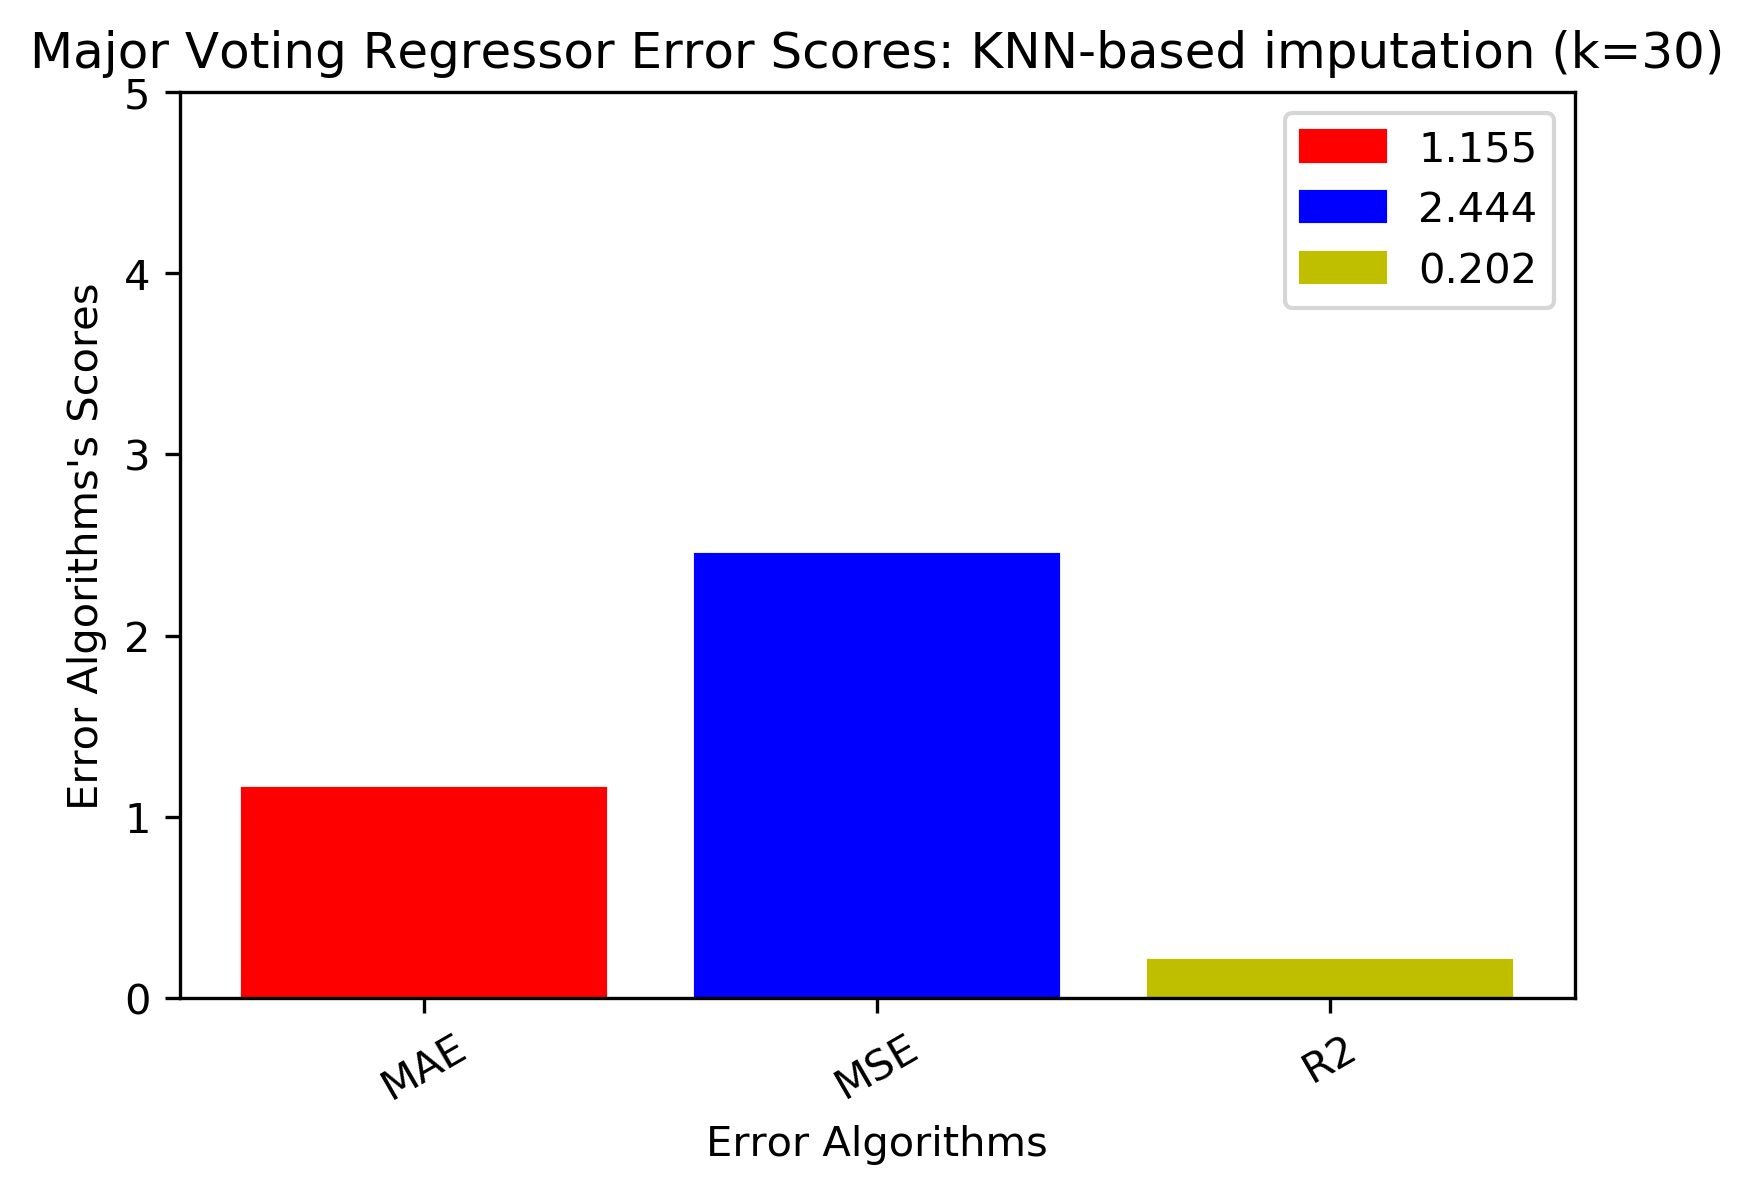 Major Voting Regressor Error Scores: KNN-based imputation (k=30)
5
4
3
2
1
0
Error Algorithms's Scores
1.155
2.444
0.202
MAE
MSE
R2
Error Algorithms